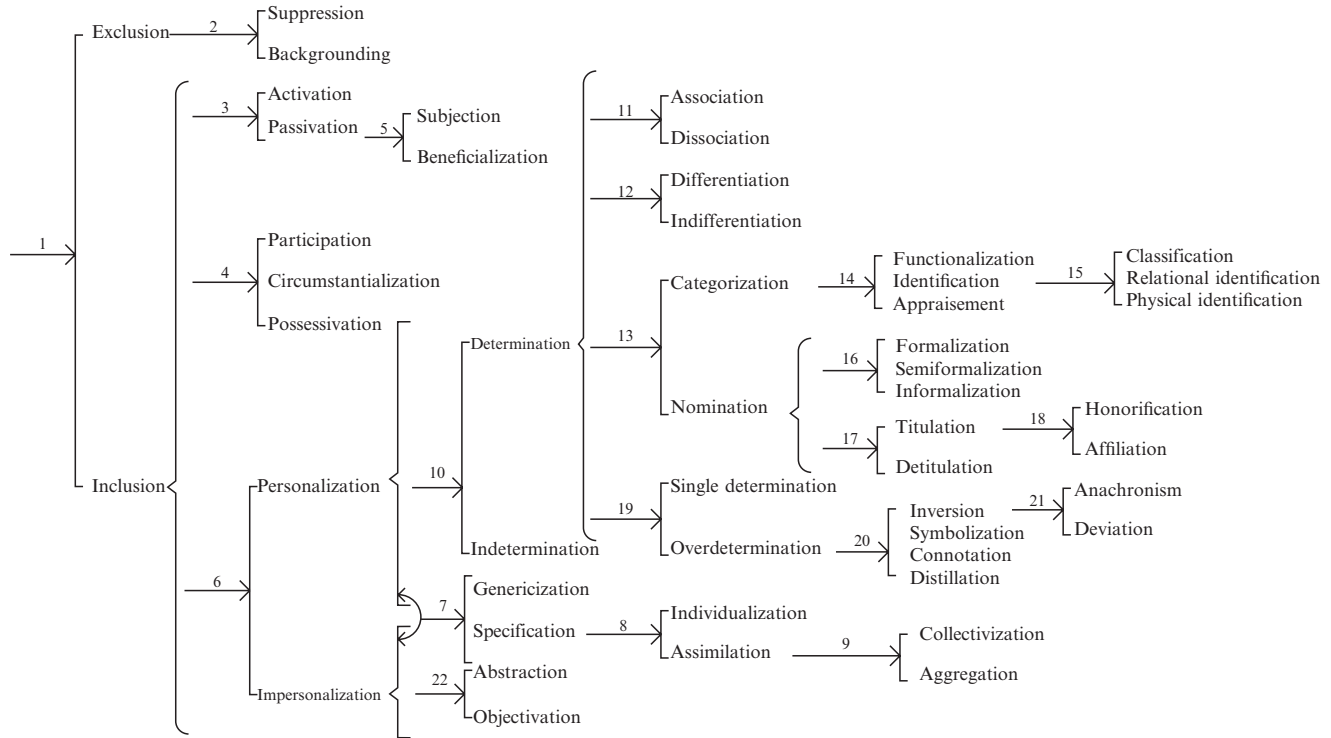 1
Exclusion
2
Suppression
Backgrounding
Inclusion
3
Activation
Passivation
5
Subjection
Beneficialization
4
Participation
Circumstantialization
Possessivation
6
Personalization
Impersonalization
10
Determination
Indetermination
7
Genericization
Specification
22
Abstraction
Objectivation
8
Individualization
Assimilation
9
Collectivization
Aggregation
11
Association
Dissociation
12
Differentiation
Indifferentiation
13
Categorization
Nomination
14
Functionalization
Identification
Appraisement
15
Classification
Relational identification
Physical identification
16
Formalization
Semiformalization
Informalization
17
Titulation
Detitulation
18
Honorification
Affiliation
19
Single determination
Overdetermination
20
Inversion
Symbolization
Connotation
Distillation
21
Anachronism
Deviation